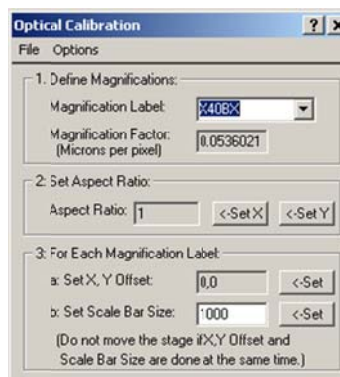 Optical Calibration ? X
File Options
1. Define Magnifications:
Magnification Label: X40BX
Magnification Factor: 0.0536021
(Microns per pixel)
2: Set Aspect Ratio:
Aspect Ratio: 1 <-Set X <-Set Y
3: For Each Magnification Label:
a: Set X, Y Offset: 0,0 <-Set
b: Set Scale Bar Size: 1000 <-Set
(Do not move the stage if X,Y Offset and
Scale Bar Size are done at the same time.)